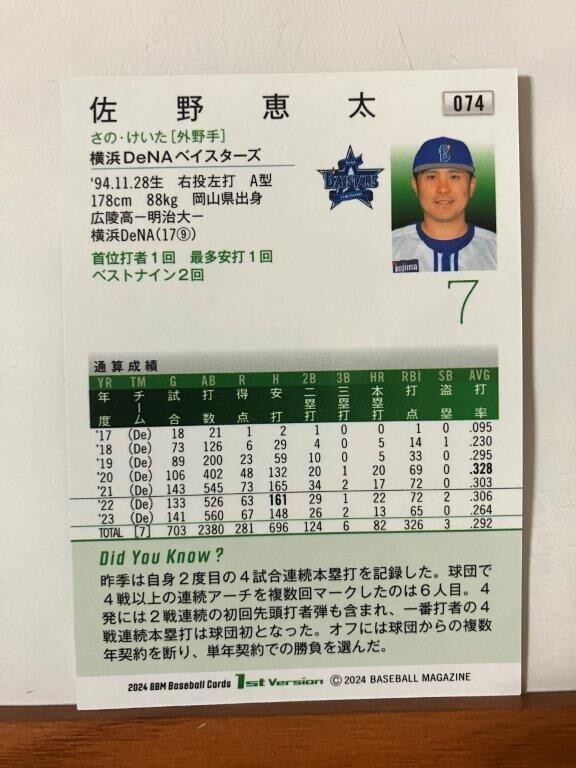 佐野恵太
074
さの・けいた[外野手]
横浜DeNAベイスターズ
'94.11.28生 右投左打 A型
178cm 88kg 岡山県出身
広陵高ー明治大ー
横浜DeNA(17⑨)
首位打者1回 最多安打1回
ベストナイン2回
BAYSTARS
B
nojima
7
通算成績
YR TM G AB R H 2B 3B HR RBI SB AVG
年度 チーム 試合 打数 得点 安打 二塁打 三塁打 本塁打 打点 盗塁 打率
'17 (De) 18 21 1 2 1 0 0 1 0 .095
'18 (De) 73 126 6 29 4 0 5 14 1 .230
'19 (De) 89 200 23 59 10 0 5 33 0 .295
'20 (De) 106 402 48 132 20 1 20 69 0 .328
'21 (De) 143 545 73 165 34 2 17 72 0 .303
'22 (De) 133 526 63 161 29 1 22 72 2 .306
'23 (De) 141 560 67 148 26 2 13 65 0 .264
TOTAL [7] 703 2380 281 696 124 6 82 326 3 .292
Did You Know?
昨季は自身2度目の4試合連続本塁打を記録した。球団で
4戦以上の連続アーチを複数回マークしたのは6人目。4
発には2戦連続の初回先頭打者弾も含まれ、一番打者の4
戦連続本塁打は球団初となった。オフには球団からの複数
年契約を断り、単年契約での勝負を選んだ。
2024 BBM Baseball Cards 1st Version © 2024 BASEBALL MAGAZINE